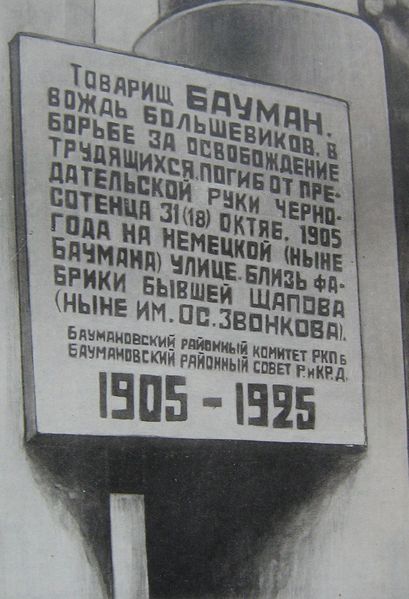 Товарищ БАУМАН.
ВОЖДЬ БОЛЬШЕВИКОВ, В
БОРЬБЕ ЗА ОСВОБОЖДЕНИЕ
ТРУДЯЩИХСЯ, ПОГИБ ОТ ПРЕ-
ДАТЕЛЬСКОЙ РУКИ ЧЕРНО-
СОТЕНЦА 31 (18) ОКТЯБ. 1905
ГОДА НА НЕМЕЦКОЙ (НЫНЕ
БАУМАНА) УЛИЦЕ. БЛИЗЬ ФА-
БРИКИ БЫВШЕЙ ЩАПОВА
(НЫНЕ ИМ. ОС. ЗВОНКОВА).
БАУМАНОВСКИЙ РАЙОННЫЙ КОМИТЕТ РКПБ
БАУМАНОВСКИЙ РАЙОННЫЙ СОВЕТ Р. и КР. Д.
1905 - 1925